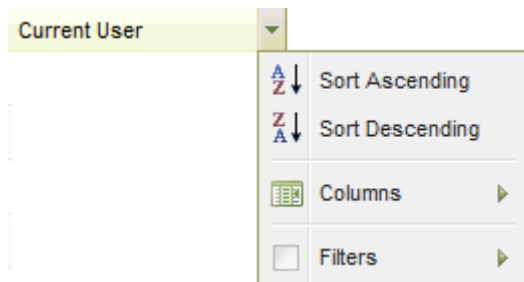 Current User
Sort Ascending
Sort Descending
Columns
Filters